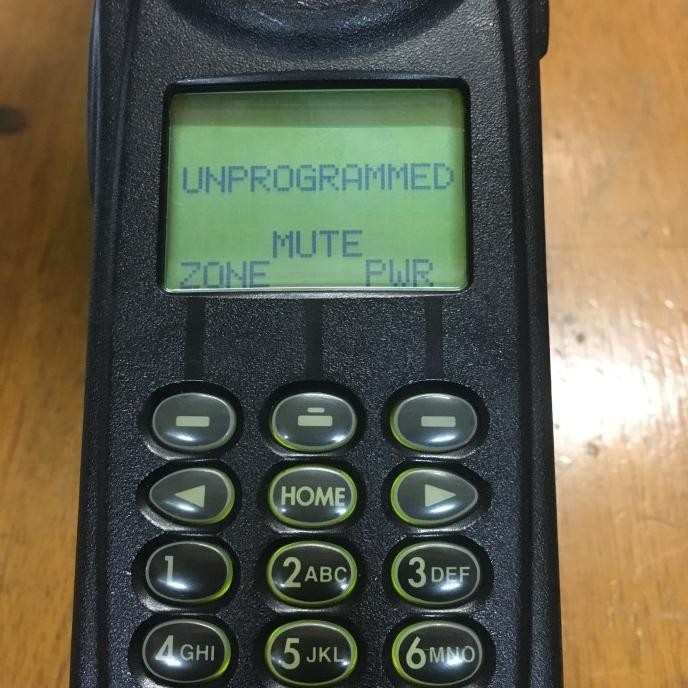 UNPROGRAMMED
MUTE
ZONE PWR
HOME
1 2ABC 3DEF
4GHI 5JKL 6MNO